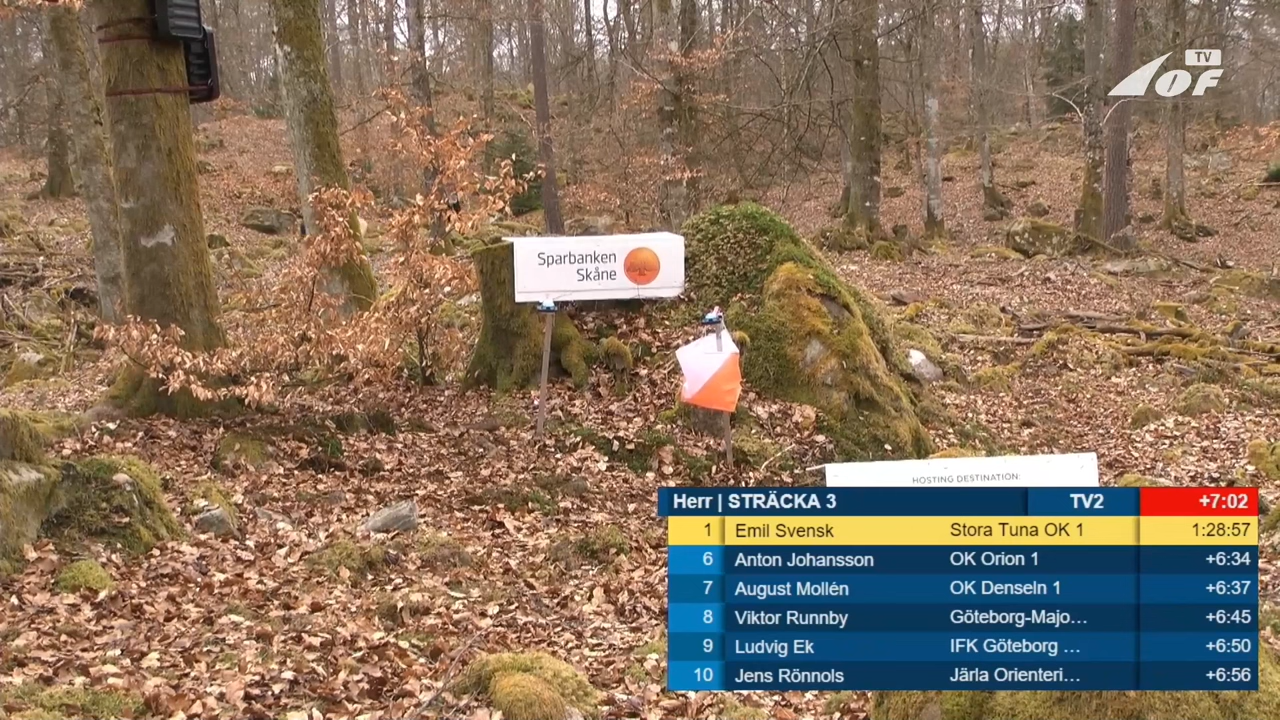 TV
OF
Sparbanken
Skåne
HOSTING DESTINATION:
Herr | STRÄCKA 3 TV2 +7:02
1 Emil Svensk Stora Tuna OK 1 1:28:57
6 Anton Johansson OK Orion 1 +6:34
7 August Mollén OK Denseln 1 +6:37
8 Viktor Runnby Göteborg-Majo... +6:45
9 Ludvig Ek IFK Göteborg ... +6:50
10 Jens Rönnols Järla Orienteri... +6:56